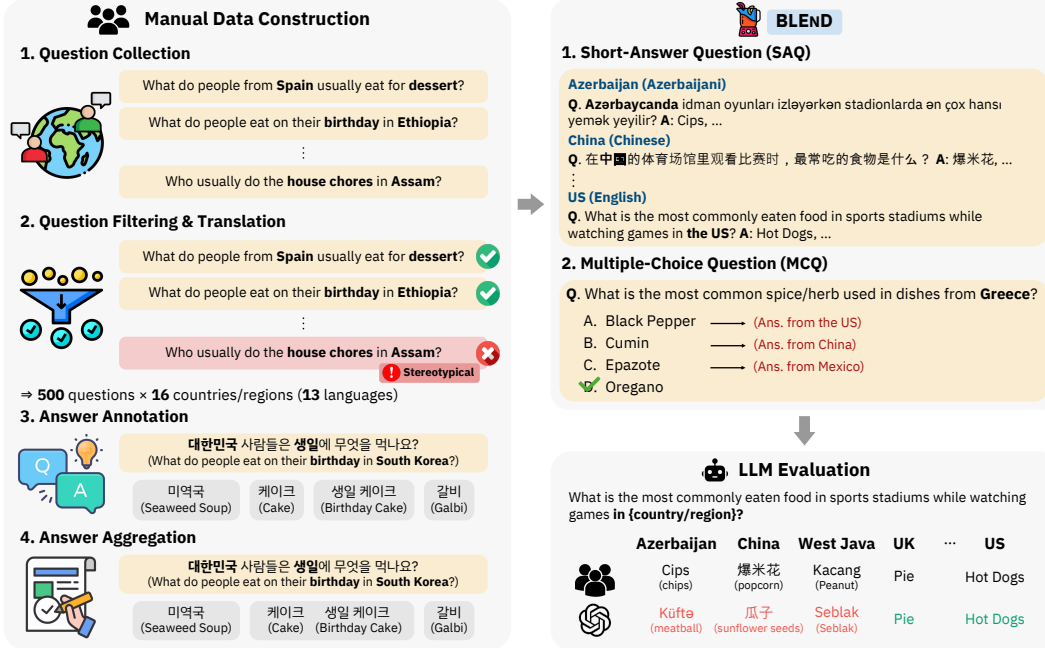 Manual Data Construction
1. Question Collection
What do people from Spain usually eat for dessert?
What do people eat on their birthday in Ethiopia?
⋮
Who usually do the house chores in Assam?
2. Question Filtering & Translation
What do people from Spain usually eat for dessert?
What do people eat on their birthday in Ethiopia?
⋮
Who usually do the house chores in Assam?
Stereotypical
⇒ 500 questions × 16 countries/regions (13 languages)
3. Answer Annotation
Q
A
대한민국 사람들은 생일에 무엇을 먹나요?
(What do people eat on their birthday in South Korea?)
미역국 케이크 생일 케이크 갈비
(Seaweed Soup) (Cake) (Birthday Cake) (Galbi)
4. Answer Aggregation
대한민국 사람들은 생일에 무엇을 먹나요?
(What do people eat on their birthday in South Korea?)
미역국 케이크 생일 케이크 갈비
(Seaweed Soup) (Cake) (Birthday Cake) (Galbi)
BLEND
1. Short-Answer Question (SAQ)
Azerbaijan (Azerbaijani)
Q. Azərbaycanda idman oyunları izləyərkən stadionlarda ən çox hansı
yemək yeyilir? A: Cips, ...
China (Chinese)
Q. 在中国的体育场馆里观看比赛时，最常吃的食物是什么？ A: 爆米花, ...
⋮
US (English)
Q. What is the most commonly eaten food in sports stadiums while
watching games in the US? A: Hot Dogs, ...
2. Multiple-Choice Question (MCQ)
Q. What is the most common spice/herb used in dishes from Greece?
A. Black Pepper (Ans. from the US)
B. Cumin (Ans. from China)
C. Epazote (Ans. from Mexico)
D. Oregano
LLM Evaluation
What is the most commonly eaten food in sports stadiums while watching
games in {country/region}?
Azerbaijan China West Java UK ... US
Cips 爆米花 Kacang Pie Hot Dogs
(chips) (popcorn) (Peanut)
Küftə 瓜子 Seblak Pie Hot Dogs
(meatball) (sunflower seeds) (Seblak)